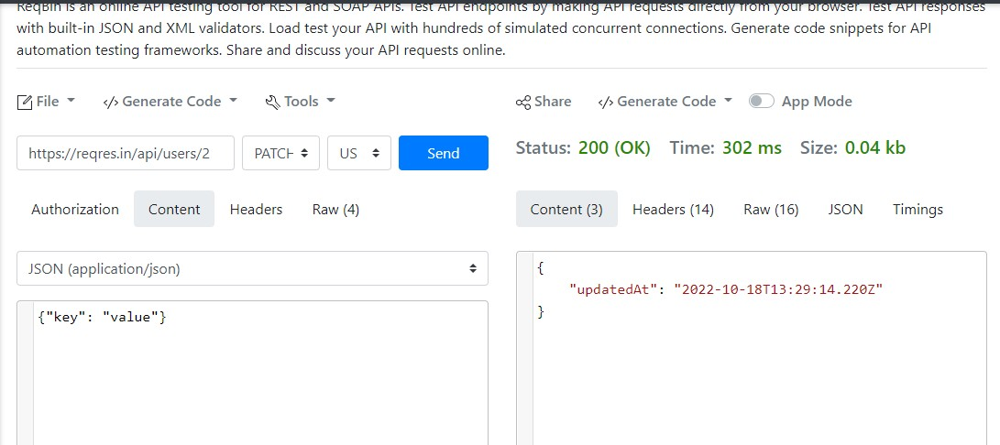 ReqBin is an online API testing tool for REST and SOAP APIs. Test API endpoints by making API requests directly from your browser. Test API responses
with built-in JSON and XML validators. Load test your API with hundreds of simulated concurrent connections. Generate code snippets for API
automation testing frameworks. Share and discuss your API requests online.
File
</> Generate Code
Tools
Share
</> Generate Code
App Mode
https://reqres.in/api/users/2
PATCH
US
Send
Status: 200 (OK) Time: 302 ms Size: 0.04 kb
Authorization
Content
Headers
Raw (4)
Content (3)
Headers (14)
Raw (16)
JSON
Timings
JSON (application/json)
{"key": "value"}
{
"updatedAt": "2022-10-18T13:29:14.220Z"
}